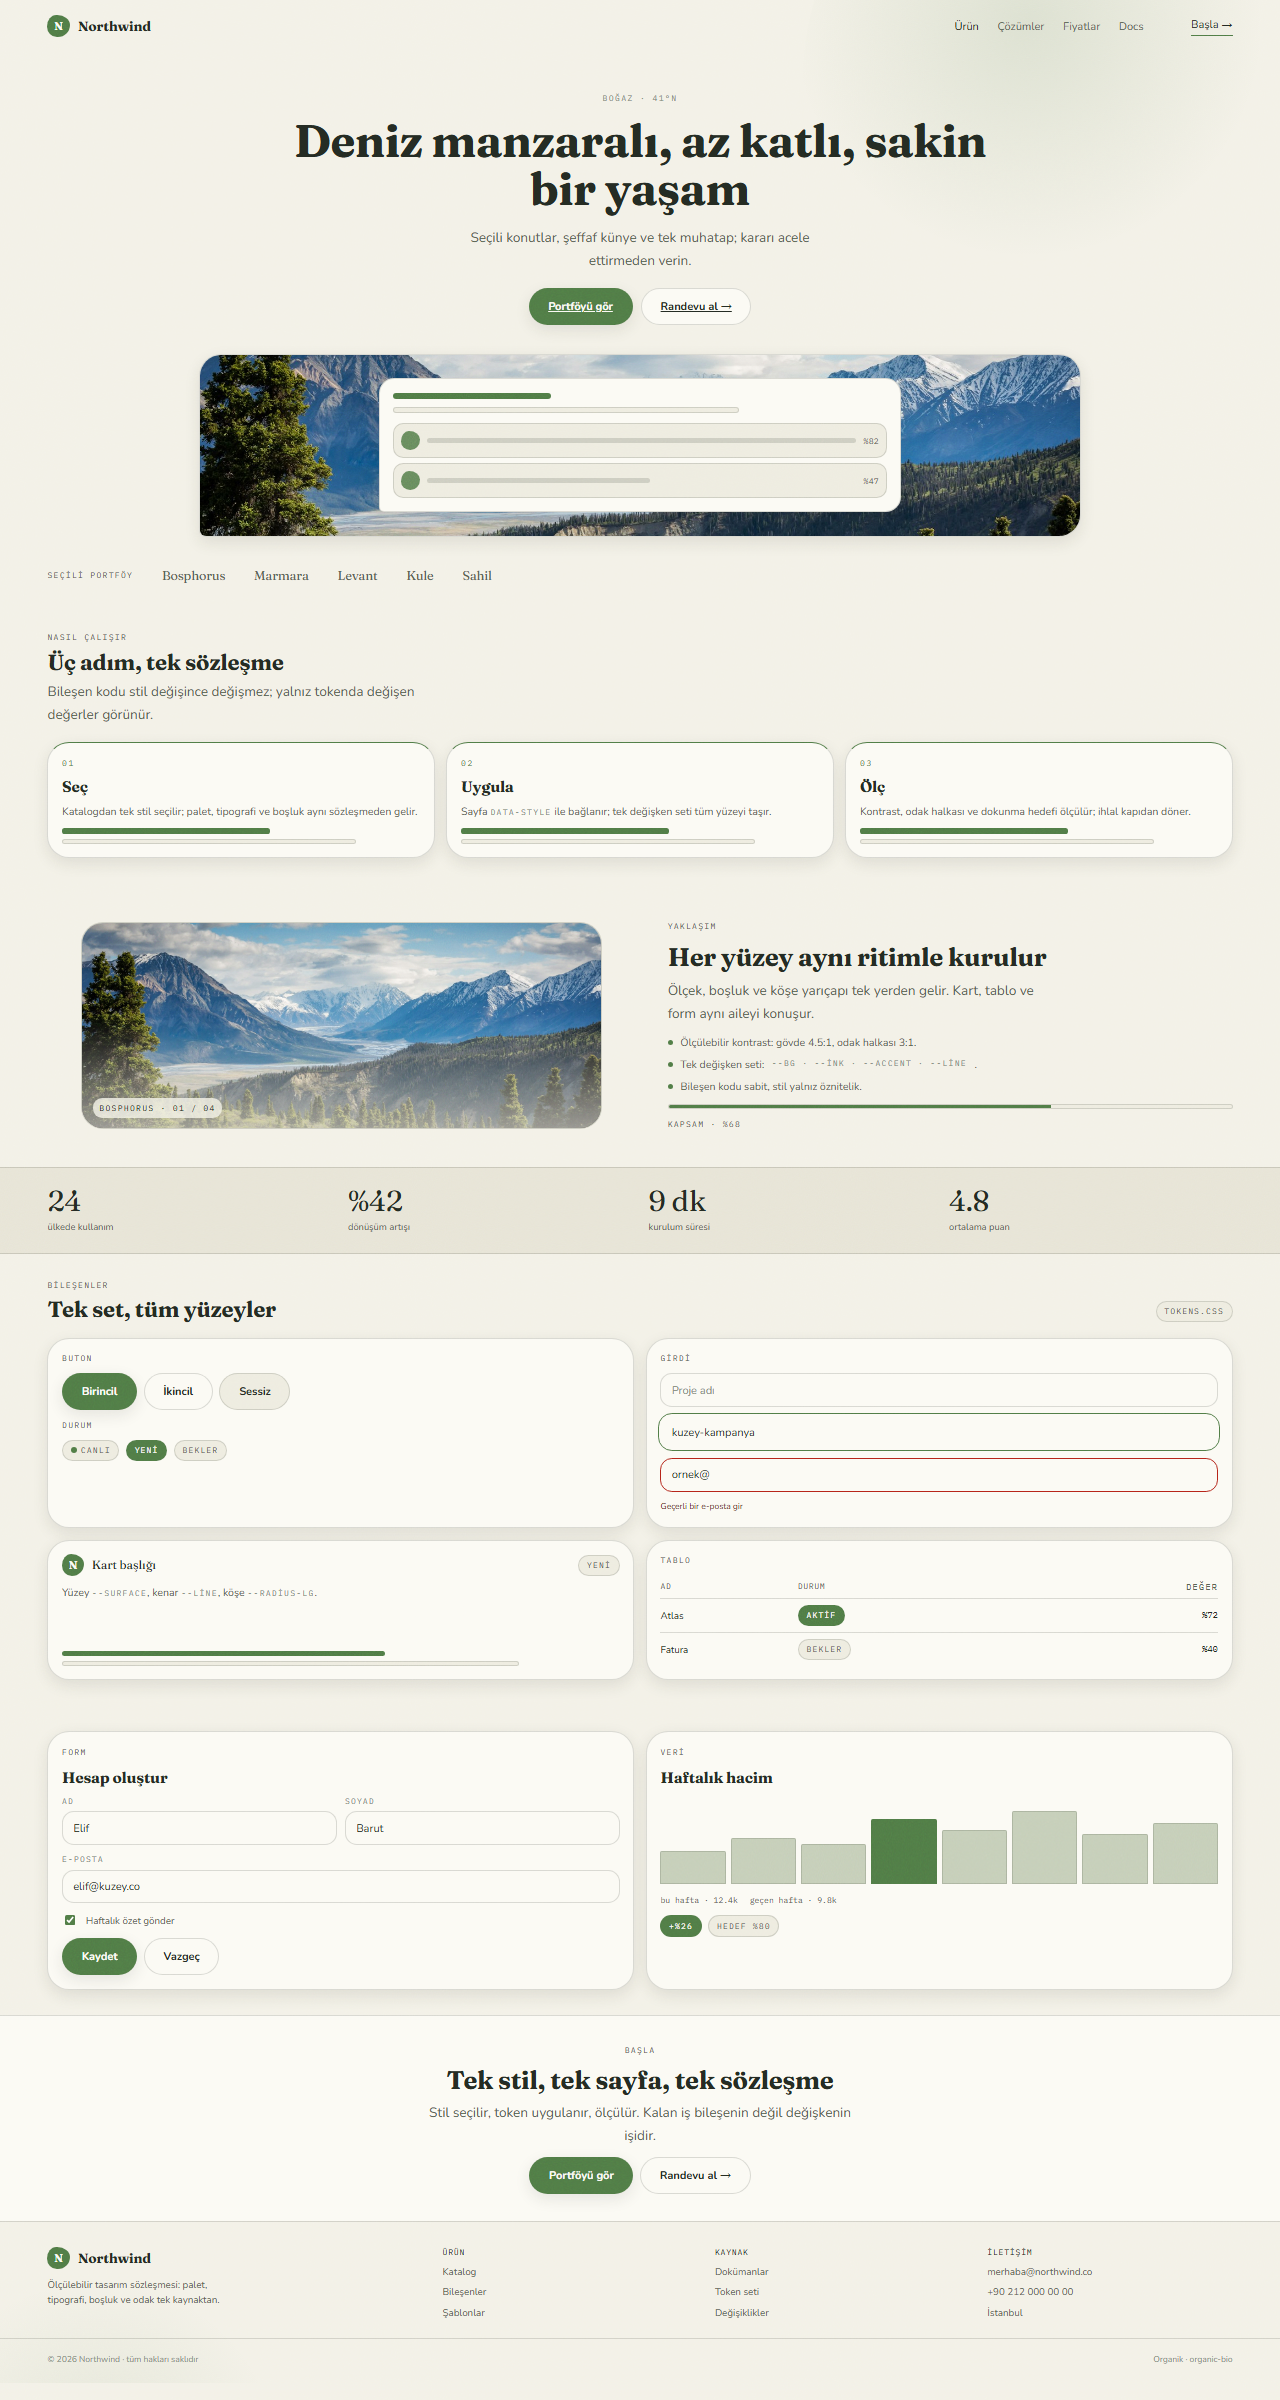 N Northwind
Ürün Çözümler Fiyatlar Docs Başla →
BOĞAZ · 41°N
Deniz manzaralı, az katlı, sakin
bir yaşam
Seçili konutlar, şeffaf künye ve tek muhatap; kararı acele
ettirmeden verin.
Portföyü gör Randevu al →
%82
%47
SEÇİLİ PORTFÖY Bosphorus Marmara Levant Kule Sahil
NASIL ÇALIŞIR
Üç adım, tek sözleşme
Bileşen kodu stil değişince değişmez; yalnız tokenda değişen
değerler görünür.
01
Seç
Katalogdan tek stil seçilir; palet, tipografi ve boşluk aynı sözleşmeden gelir.
02
Uygula
Sayfa DATA-STYLE ile bağlanır; tek değişken seti tüm yüzeyi taşır.
03
Ölç
Kontrast, odak halkası ve dokunma hedefi ölçülür; ihlal kapıdan döner.
BOSPHORUS · 01 / 04
YAKLAŞIM
Her yüzey aynı ritimle kurulur
Ölçek, boşluk ve köşe yarıçapı tek yerden gelir. Kart, tablo ve
form aynı aileyi konuşur.
Ölçülebilir kontrast: gövde 4.5:1, odak halkası 3:1.
Tek değişken seti: --BG · --İNK · --ACCENT · --LİNE .
Bileşen kodu sabit, stil yalnız öznitelik.
KAPSAM · %68
24
ülkede kullanım
%42
dönüşüm artışı
9 dk
kurulum süresi
4.8
ortalama puan
BİLEŞENLER
Tek set, tüm yüzeyler
TOKENS.CSS
BUTON
Birincil İkincil Sessiz
DURUM
CANLI YENİ BEKLER
GİRDİ
Proje adı
kuzey-kampanya
ornek@
Geçerli bir e-posta gir
N Kart başlığı YENİ
Yüzey --SURFACE, kenar --LİNE, köşe --RADİUS-LG.
TABLO
AD DURUM DEĞER
Atlas AKTİF %72
Fatura BEKLER %40
FORM
Hesap oluştur
AD SOYAD
Elif Barut
E-POSTA
elif@kuzey.co
Haftalık özet gönder
Kaydet Vazgeç
VERİ
Haftalık hacim
bu hafta · 12.4k geçen hafta · 9.8k
+%26 HEDEF %80
BAŞLA
Tek stil, tek sayfa, tek sözleşme
Stil seçilir, token uygulanır, ölçülür. Kalan iş bileşenin değil değişkenin
işidir.
Portföyü gör Randevu al →
N Northwind
Ölçülebilir tasarım sözleşmesi: palet,
tipografi, boşluk ve odak tek kaynaktan.
ÜRÜN
Katalog
Bileşenler
Şablonlar
KAYNAK
Dokümanlar
Token seti
Değişiklikler
İLETİŞİM
merhaba@northwind.co
+90 212 000 00 00
İstanbul
© 2026 Northwind · tüm hakları saklıdır
Organik · organic-bio